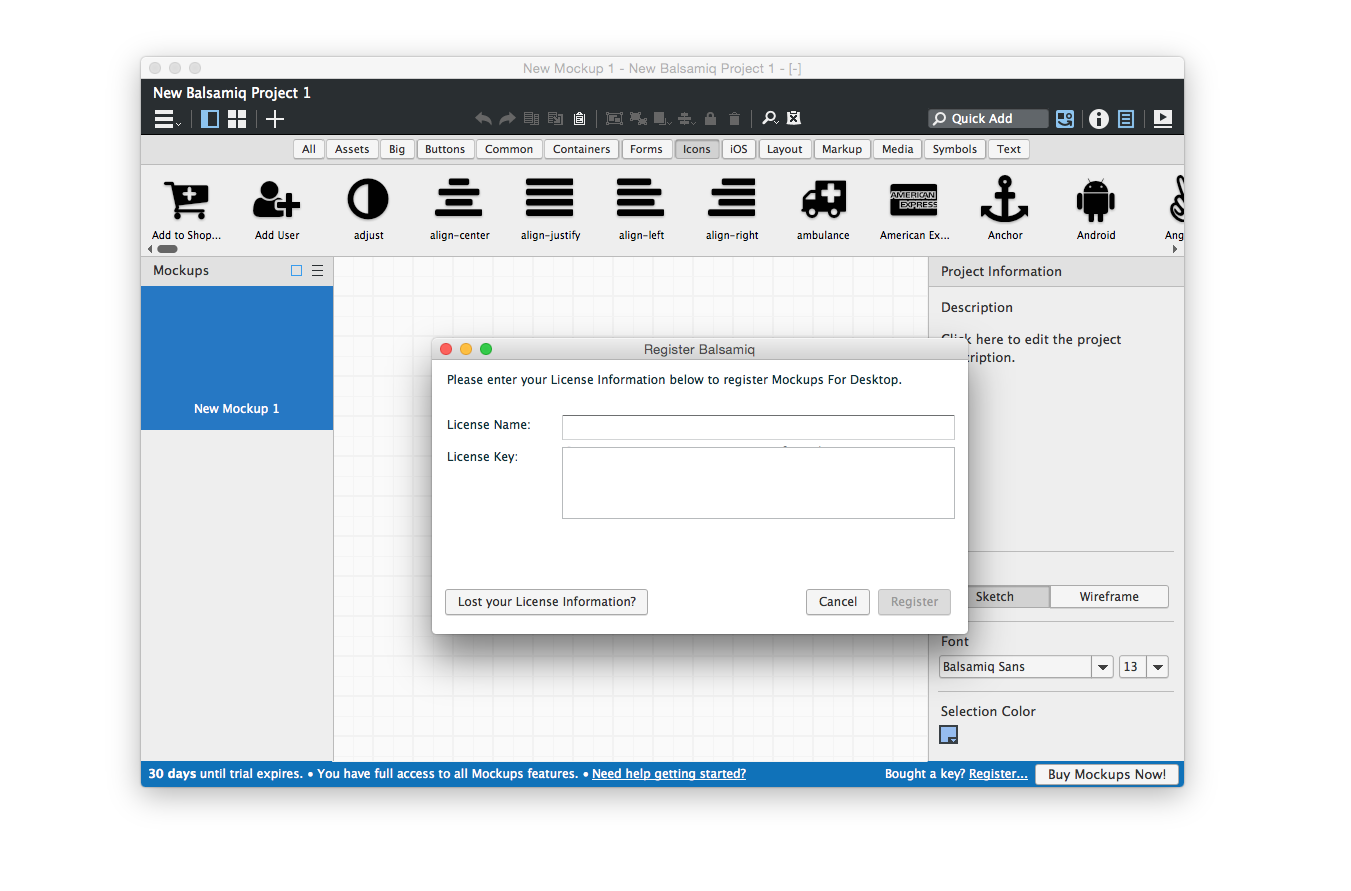 New Mockup 1 - New Balsamiq Project 1 - [-]
New Balsamiq Project 1
Quick Add
All Assets Big Buttons Common Containers Forms Icons iOS Layout Markup Media Symbols Text
AMERICAN EXPRESS
Add to Shop... Add User adjust align-center align-justify align-left align-right ambulance American Ex... Anchor Android Ang
Mockups
Project Information
Description
Click here to edit the project
ription.
New Mockup 1
Register Balsamiq
Please enter your License Information below to register Mockups For Desktop.
License Name:
License Key:
Lost your License Information? Cancel Register
Sketch Wireframe
Font
Balsamiq Sans 13
Selection Color
30 days until trial expires. • You have full access to all Mockups features. • Need help getting started? Bought a key? Register... Buy Mockups Now!